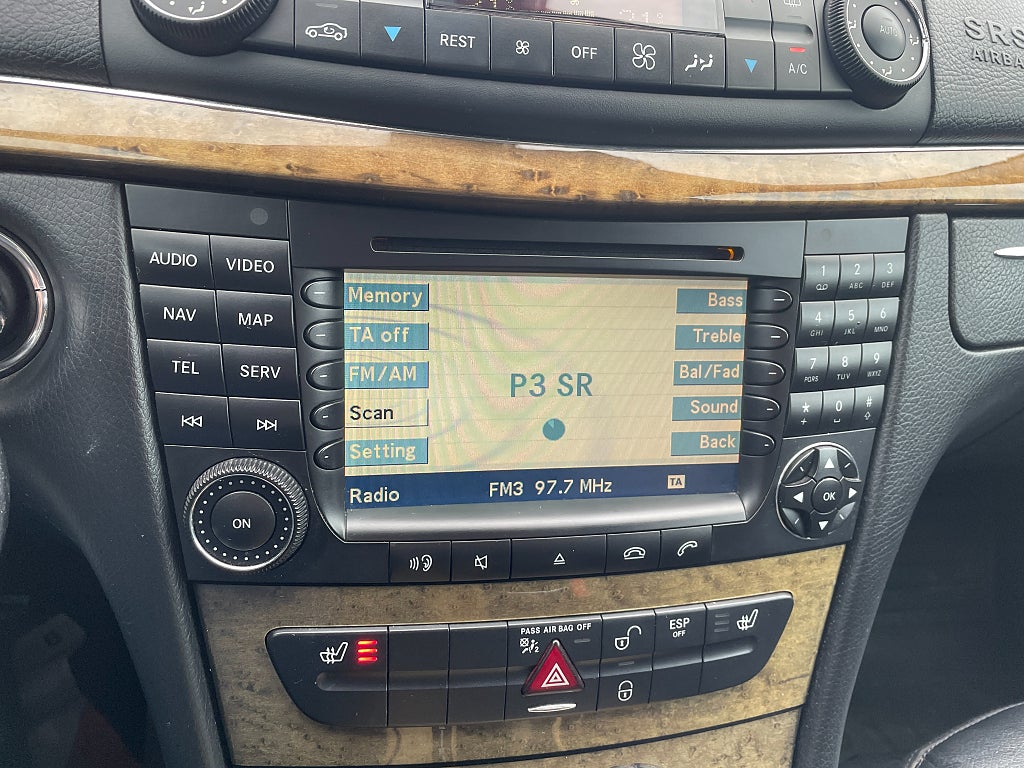 AUTO
SRS
REST
OFF
A/C
AUDIO
VIDEO
NAV
MAP
TEL
SERV
ON
Memory
Bass
TA off
Treble
FM/AM
Bal/Fad
P3 SR
Scan
Sound
Setting
Back
Radio
FM3 97.7 MHz
TA
1
2 ABC
3 DEF
4 GHI
5 JKL
6 MNO
7 PQRS
8 TUV
9 WXYZ
*
+
0
#
OK
PASS AIR BAG OFF
2
ESP
OFF